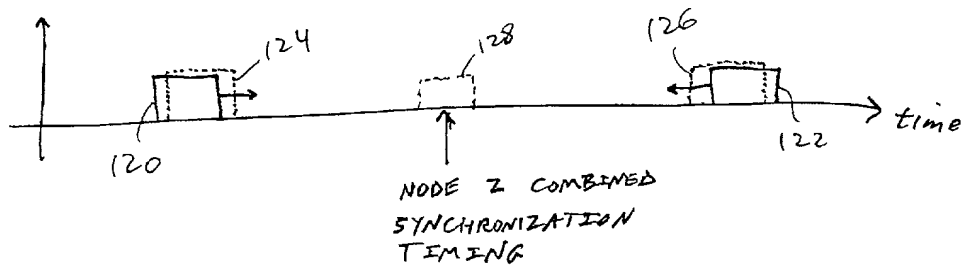 124
128
126
120
122
time
NODE 2 COMBINED
SYNCHRONIZATION
TIMING